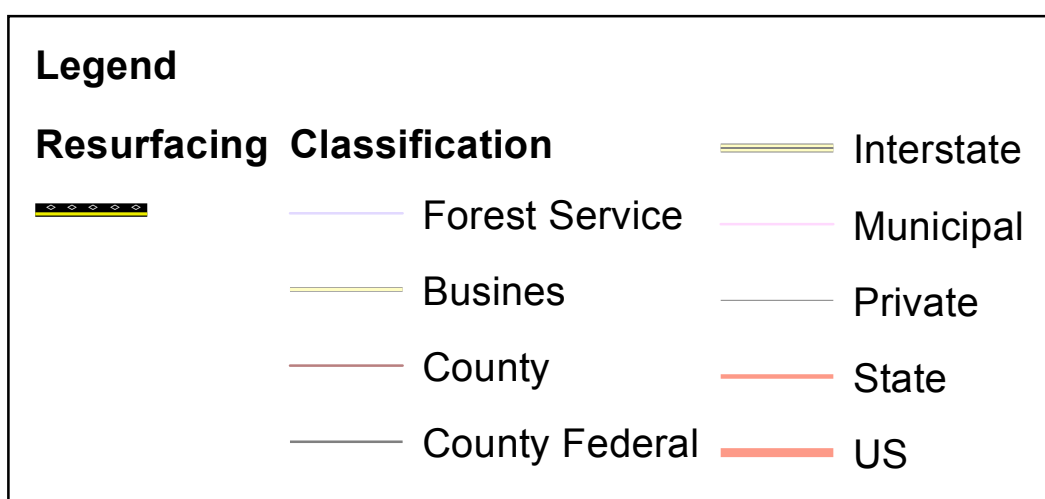 Legend
Resurfacing
Classification
Forest Service
Busines
County
County Federal
Interstate
Municipal
Private
State
US